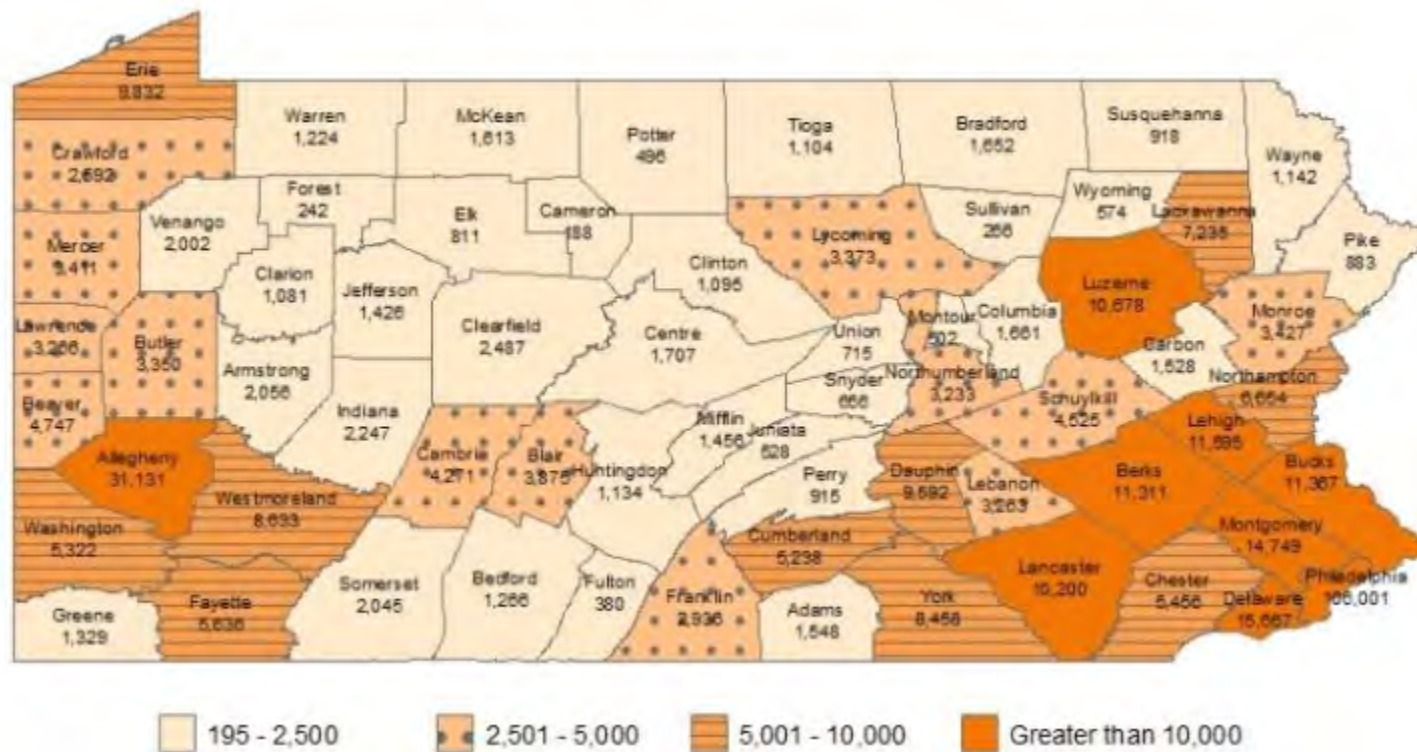 Erie
9,832
Warren
1,224
McKean
1,613
Potter
496
Tioga
1,104
Bradford
1,652
Susquehanna
918
Wayne
1,142
Crawford
2,692
Forest
242
Venango
2,002
Elk
811
Cameron
Sullivan
Wyoming
574
Lackawanna
7,235
Pike
883
Mercer
3,411
Clarion
1,081
Jefferson
1,426
Clinton
1,095
Lycoming
3,373
Luzerne
10,678
Monroe
3,427
Lawrence
3,266
Butler
3,350
Clearfield
2,487
Centre
1,707
Union
715
Montour
502
Columbia
1,661
Carbon
1,528
Armstrong
2,056
Beaver
4,747
Indiana
2,247
Snyder
656
Northumberland
3,233
Schuylkill
4,525
Northampton
6,664
Mifflin
1,456
Juniata
Lehigh
11,595
Allegheny
31,131
Cambria
4,271
Blair
3,875
Huntingdon
1,134
Perry
915
Dauphin
9,592
Lebanon
3,263
Berks
11,311
Bucks
11,367
Westmoreland
8,633
Washington
5,322
Cumberland
5,238
Montgomery
14,749
Lancaster
Chester
5,456
Philadelphia
Delaware
15,667
Greene
1,329
Fayette
5,636
Somerset
2,045
Bedford
1,266
Fulton
380
Franklin
2,936
Adams
1,548
York
8,458
195 - 2,500
2,501 - 5,000
5,001 - 10,000
Greater than 10,000